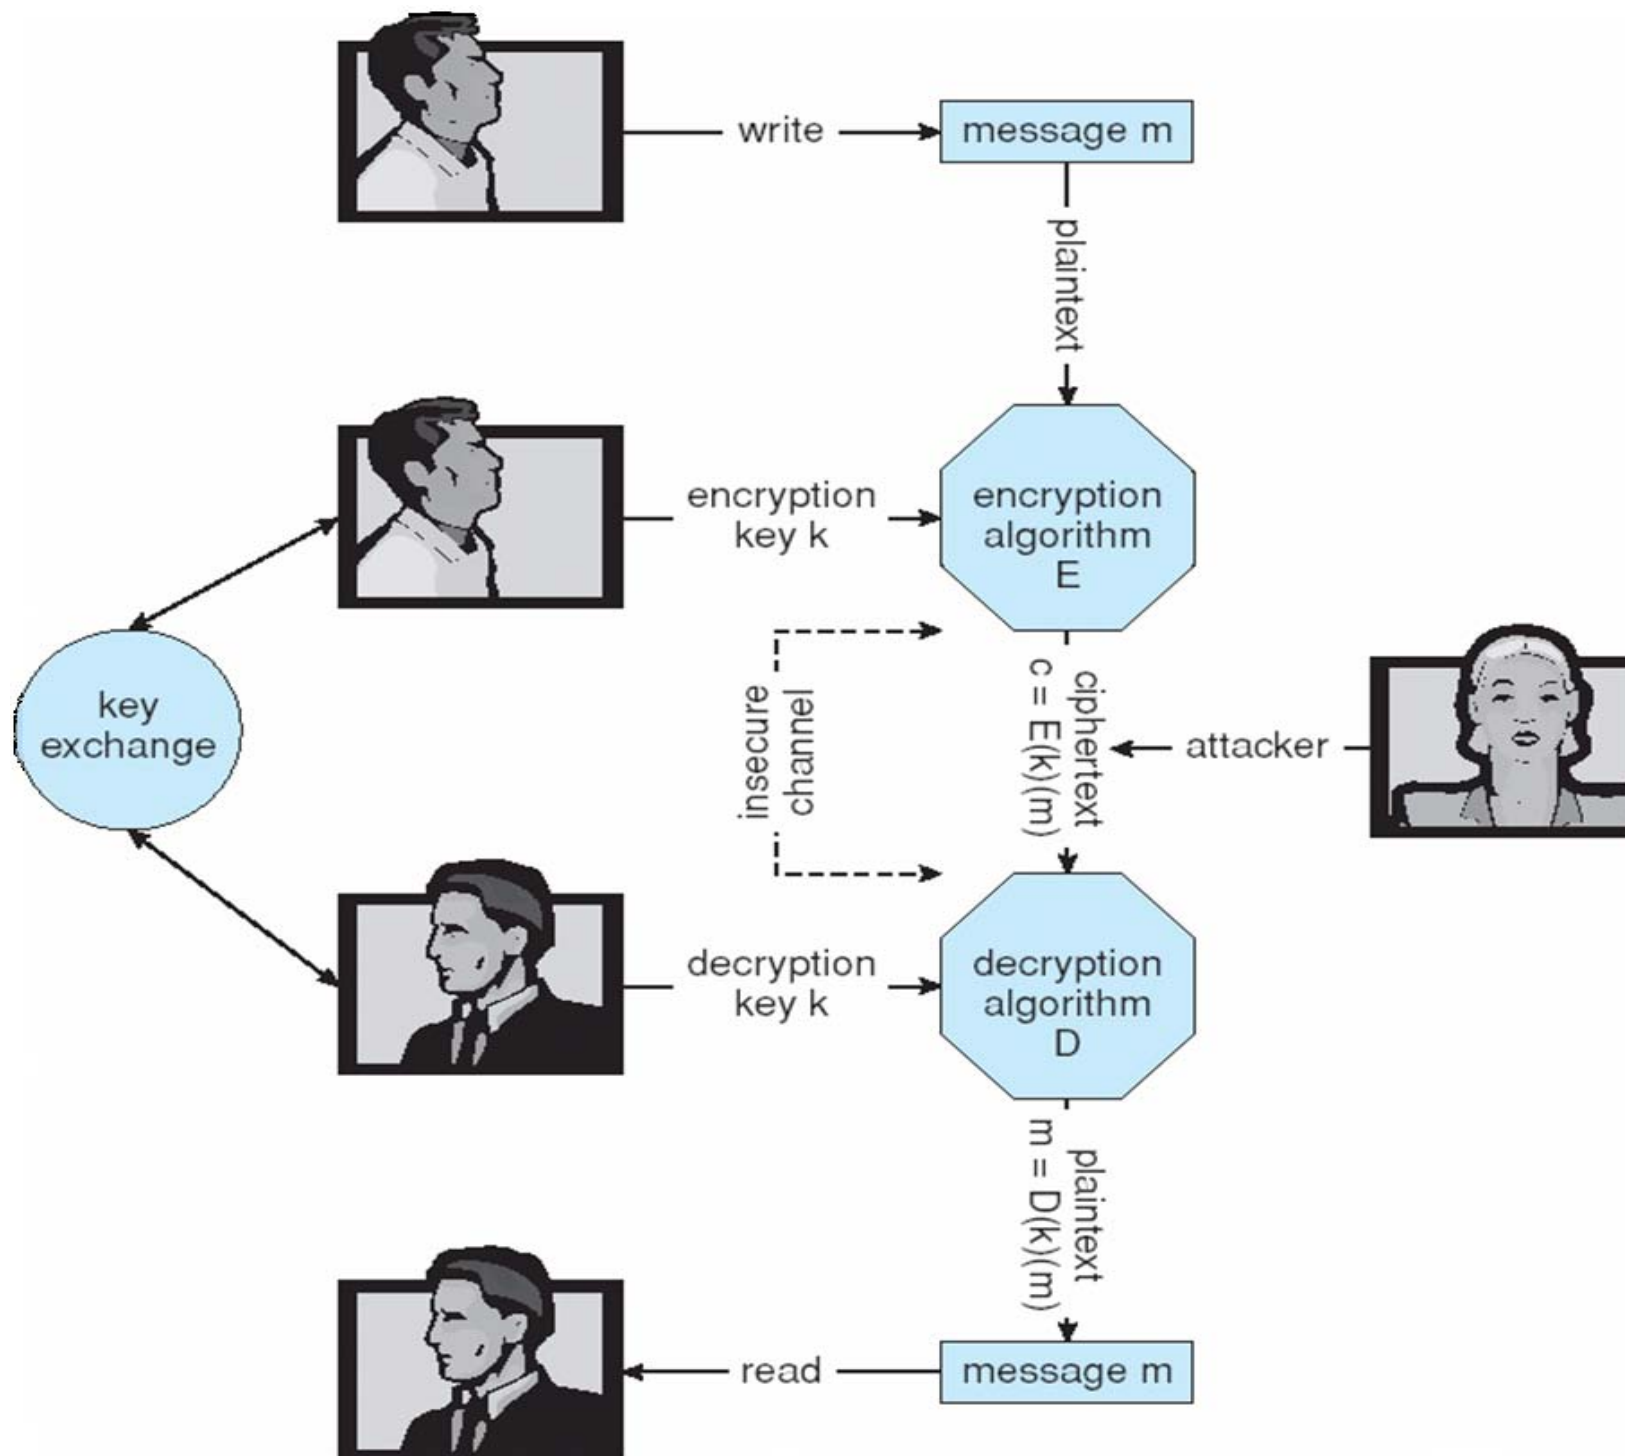 write
message m
plaintext
encryption
key k
encryption
algorithm
E
key
exchange
insecure
channel
ciphertext
c = E(k)(m)
attacker
decryption
key k
decryption
algorithm
D
plaintext
m = D(k)(m)
read
message m